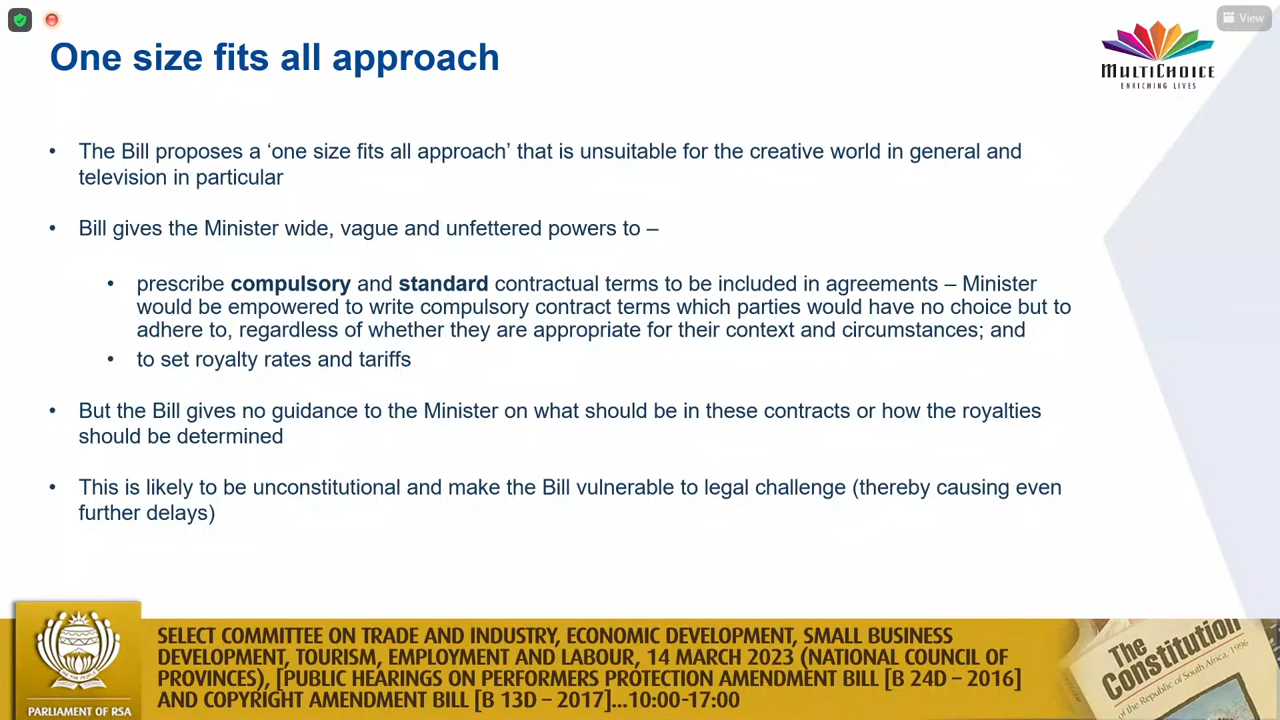 View
One size fits all approach
MULTICHOICE
ENRICHING LIVES
• The Bill proposes a ‘one size fits all approach’ that is unsuitable for the creative world in general and
television in particular
• Bill gives the Minister wide, vague and unfettered powers to –
• prescribe compulsory and standard contractual terms to be included in agreements – Minister
would be empowered to write compulsory contract terms which parties would have no choice but to
adhere to, regardless of whether they are appropriate for their context and circumstances; and
• to set royalty rates and tariffs
• But the Bill gives no guidance to the Minister on what should be in these contracts or how the royalties
should be determined
• This is likely to be unconstitutional and make the Bill vulnerable to legal challenge (thereby causing even
further delays)
PARLIAMENT OF RSA
SELECT COMMITTEE ON TRADE AND INDUSTRY, ECONOMIC DEVELOPMENT, SMALL BUSINESS
DEVELOPMENT, TOURISM, EMPLOYMENT AND LABOUR, 14 MARCH 2023 (NATIONAL COUNCIL OF
PROVINCES), [PUBLIC HEARINGS ON PERFORMERS PROTECTION AMENDMENT BILL [B 24D – 2016]
AND COPYRIGHT AMENDMENT BILL [B 13D – 2017]...10:00-17:00
The
Constitution
of the Republic of South Africa, 1996